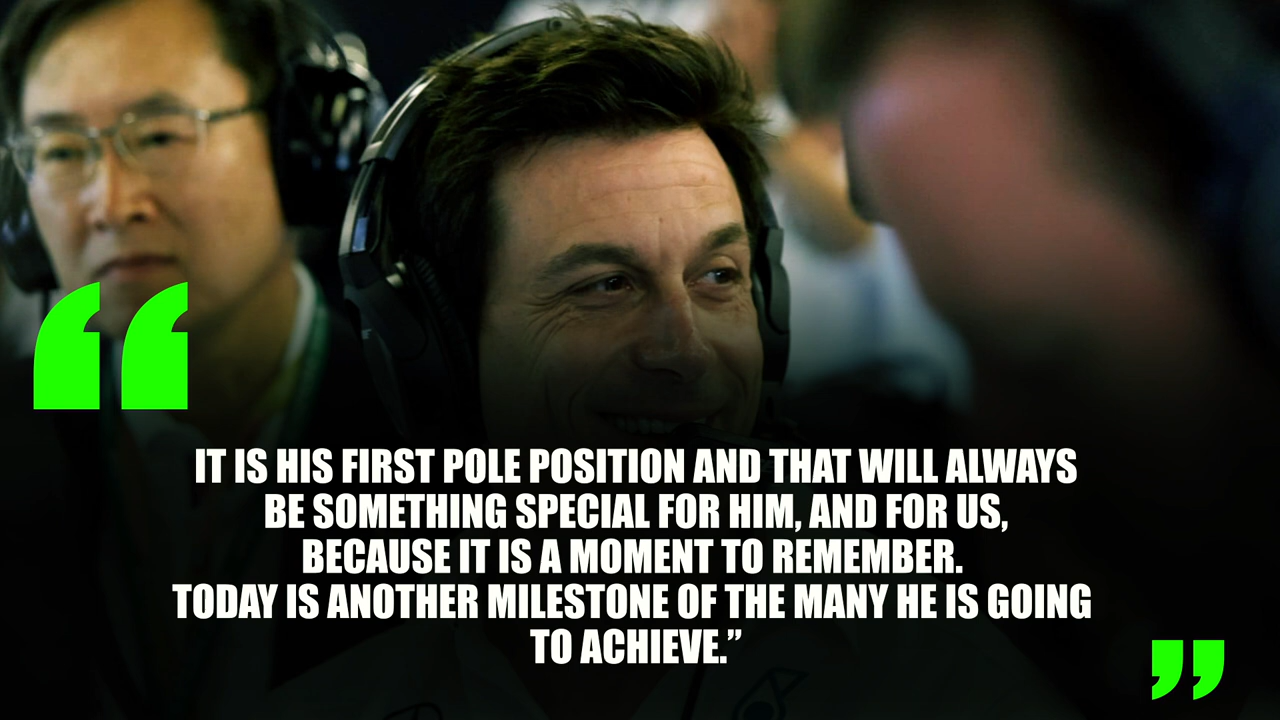 IT IS HIS FIRST POLE POSITION AND THAT WILL ALWAYS
BE SOMETHING SPECIAL FOR HIM, AND FOR US,
BECAUSE IT IS A MOMENT TO REMEMBER.
TODAY IS ANOTHER MILESTONE OF THE MANY HE IS GOING
TO ACHIEVE.”